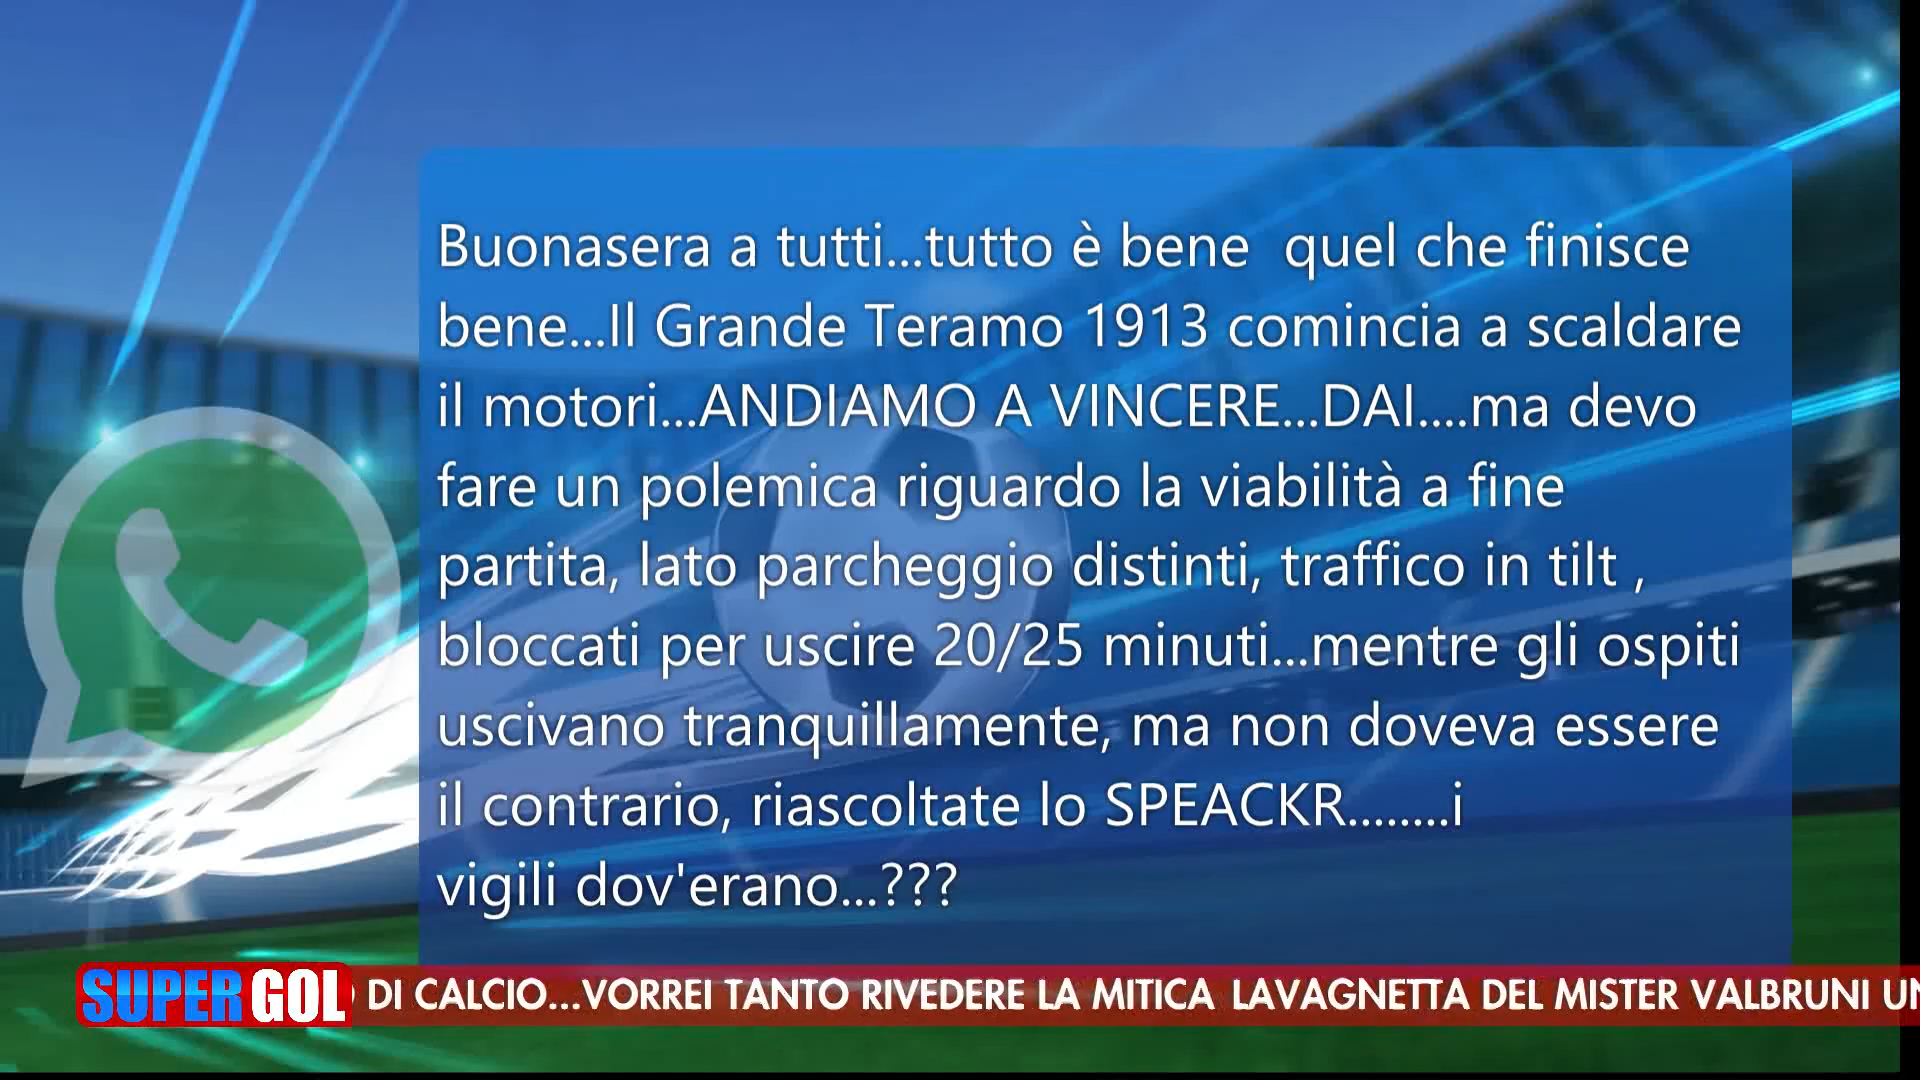 Buonasera a tutti...tutto è bene  quel che finisce
bene...Il Grande Teramo 1913 comincia a scaldare
il motori...ANDIAMO A VINCERE...DAI....ma devo
fare un polemica riguardo la viabilità a fine
partita, lato parcheggio distinti, traffico in tilt ,
bloccati per uscire 20/25 minuti...mentre gli ospiti
uscivano tranquillamente, ma non doveva essere
il contrario, riascoltate lo SPEACKR........i
vigili dov'erano...???
SUPER GOL DI CALCIO...VORREI TANTO RIVEDERE LA MITICA LAVAGNETTA DEL MISTER VALBRUNI